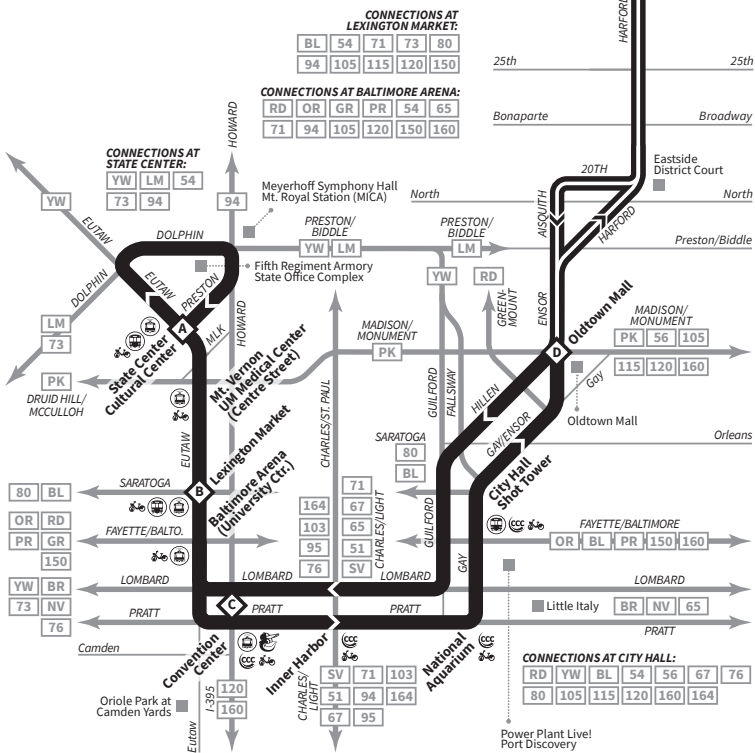 CONNECTIONS AT
LEXINGTON MARKET:
BL 54 71 73 80
94 105 115 120 150
CONNECTIONS AT BALTIMORE ARENA:
RD OR GR PR 54 65
71 94 105 120 150 160
HARFORD
25th 25th
Bonaparte Broadway
HOWARD
CONNECTIONS AT
STATE CENTER:
YW LM 54
73 94
20TH
Eastside
District Court
Meyerhoff Symphony Hall
Mt. Royal Station (MICA)
YW
94
North North
AISQUITH
HARFORD
EUTAW
DOLPHIN
PRESTON/
BIDDLE
YW LM
PRESTON/
BIDDLE
LM
Preston/Biddle
Fifth Regiment Armory
State Office Complex
YW
RD
DOLPHIN
EUTAW
PRESTON
GREEN-
MOUNT
ENSOR
Oldtown Mall
MADISON/
MONUMENT
PK 56 105
115 120 160
LM
73
A
MLK
HOWARD
MADISON/
MONUMENT
PK
D
Gay
State Center
Cultural Center
Mt. Vernon
UM Medical Center
(Centre Street)
PK
DRUID HILL/
MCCULLOH
CHARLES/ST. PAUL
GUILFORD
FALLSWAY
HILLEN
Oldtown Mall
EUTAW
Lexington Market
SARATOGA
80
BL
GAY/ENSOR
Orleans
City Hall
Shot Tower
80 BL
SARATOGA
B
Baltimore Arena
(University Ctr.)
164
103
95
76
71
67
65
51
SV
CHARLES/LIGHT
GUILFORD
OR RD
PR GR
150
FAYETTE/BALTO.
FAYETTE/BALTIMORE
OR BL PR 150 160
GAY
YW BR
73 NV
76
LOMBARD
LOMBARD
LOMBARD
LOMBARD
PRATT
C
PRATT
PRATT
Little Italy
BR NV 65
PRATT
Camden
Convention
Center
Inner Harbor
CCC
National
Aquarium
CCC
CCC
CCC
I-395
120
160
CHARLES/
LIGHT
SV 71 103
51 94 164
67 95
CONNECTIONS AT CITY HALL:
RD YW BL 54 56 67 76
80 105 115 120 160 164
Oriole Park at
Camden Yards
Eutaw
Power Plant Live!
Port Discovery